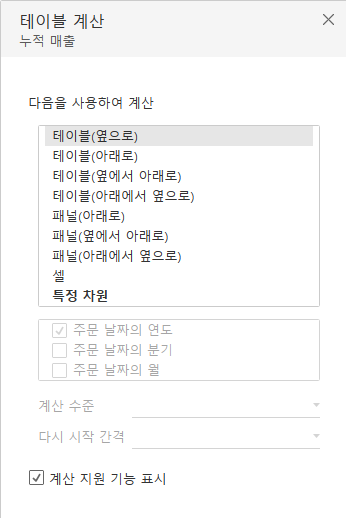 테이블 계산
누적 매출
다음을 사용하여 계산
테이블(옆으로)
테이블(아래로)
테이블(옆에서 아래로)
테이블(아래에서 옆으로)
패널(아래로)
패널(옆에서 아래로)
패널(아래에서 옆으로)
셀
특정 차원
주문 날짜의 연도
주문 날짜의 분기
주문 날짜의 월
계산 수준
다시 시작 간격
계산 지원 기능 표시